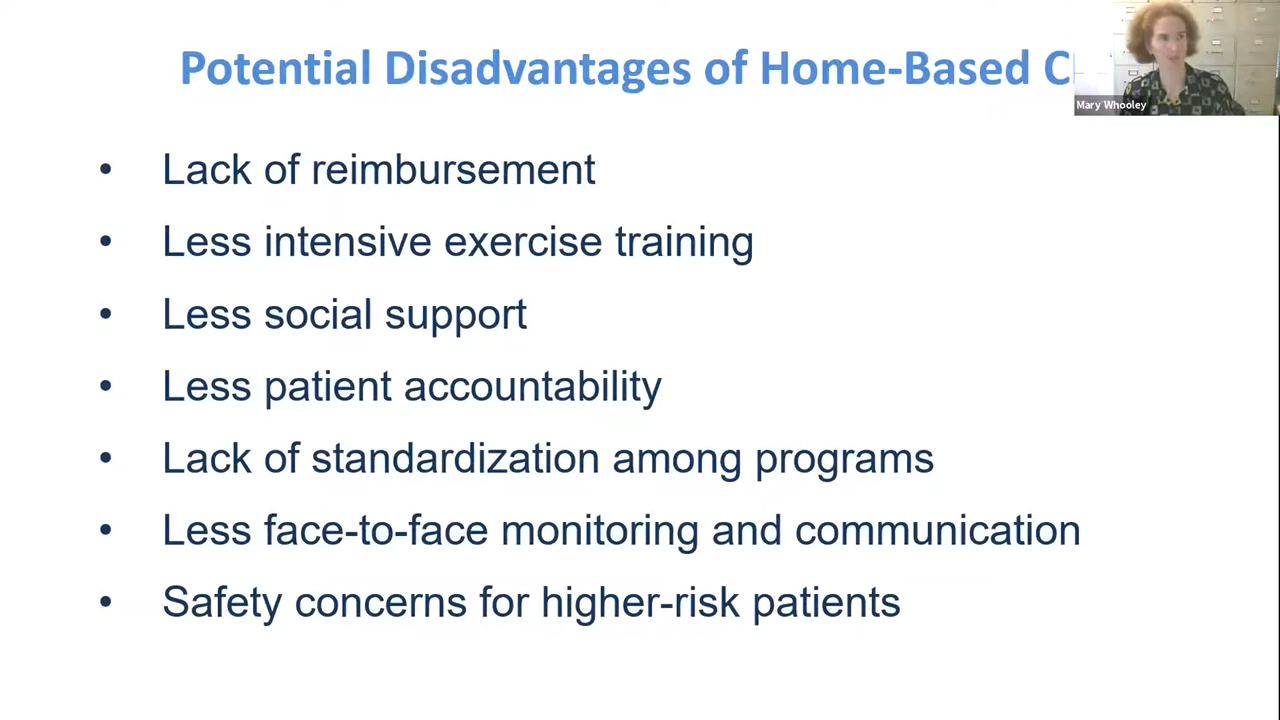 Potential Disadvantages of Home-Based C
Mary Whooley
• Lack of reimbursement
• Less intensive exercise training
• Less social support
• Less patient accountability
• Lack of standardization among programs
• Less face-to-face monitoring and communication
• Safety concerns for higher-risk patients